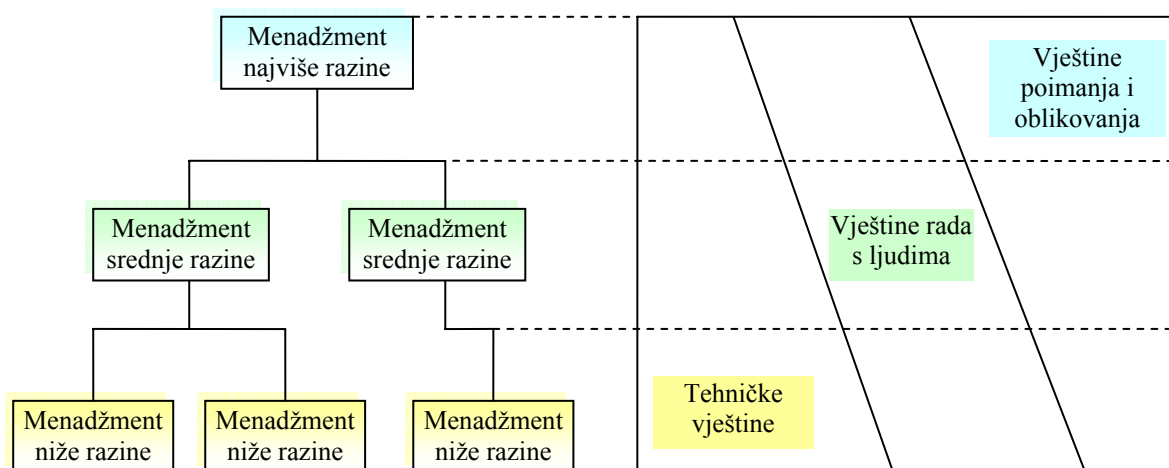 Menadžment
najviše razine
Vještine
poimanja i
oblikovanja
Menadžment
srednje razine
Menadžment
srednje razine
Vještine rada
s ljudima
Menadžment
niže razine
Menadžment
niže razine
Menadžment
niže razine
Tehničke
vještine